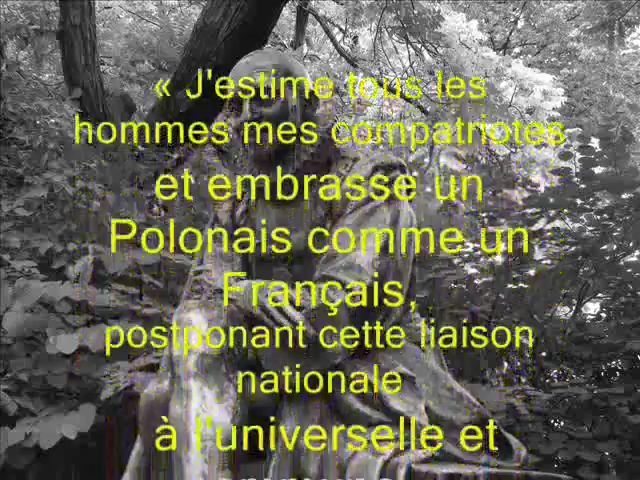 « J'estime tous les
hommes mes compatriotes
et embrasse un
Polonais comme un
Français,
postponant cette liaison
nationale
à l'universelle et